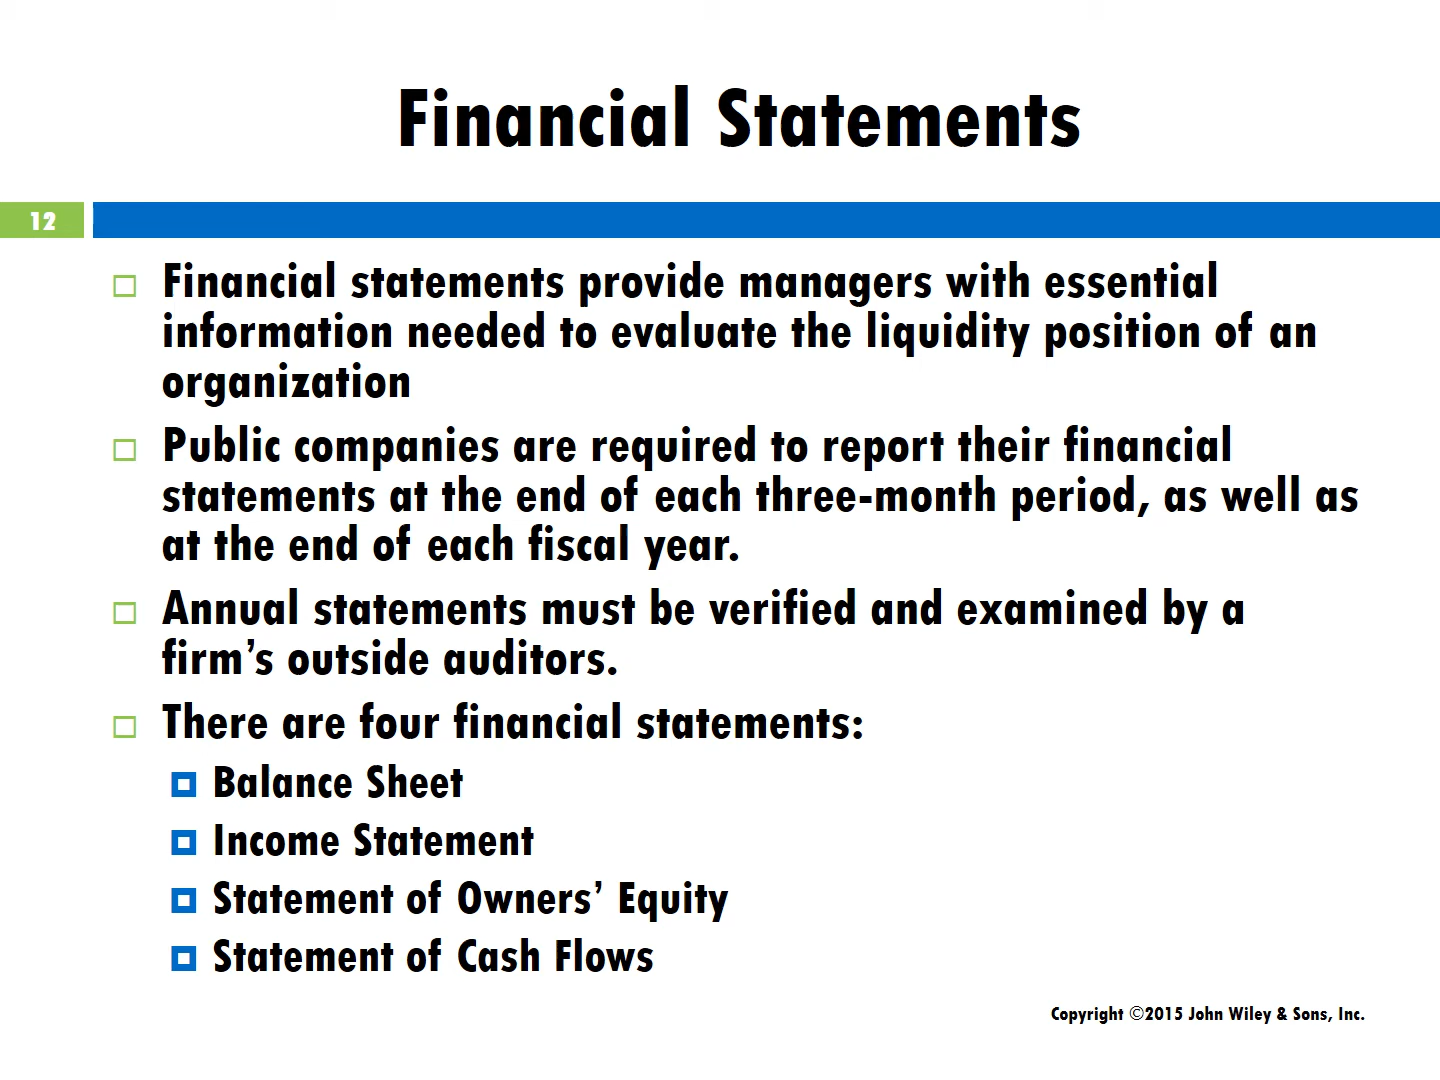 Financial Statements
12
Financial statements provide managers with essential
information needed to evaluate the liquidity position of an
organization
Public companies are required to report their financial
statements at the end of each three-month period, as well as
at the end of each fiscal year.
Annual statements must be verified and examined by a
firm’s outside auditors.
There are four financial statements:
Balance Sheet
Income Statement
Statement of Owners’ Equity
Statement of Cash Flows
Copyright ©2015 John Wiley & Sons, Inc.